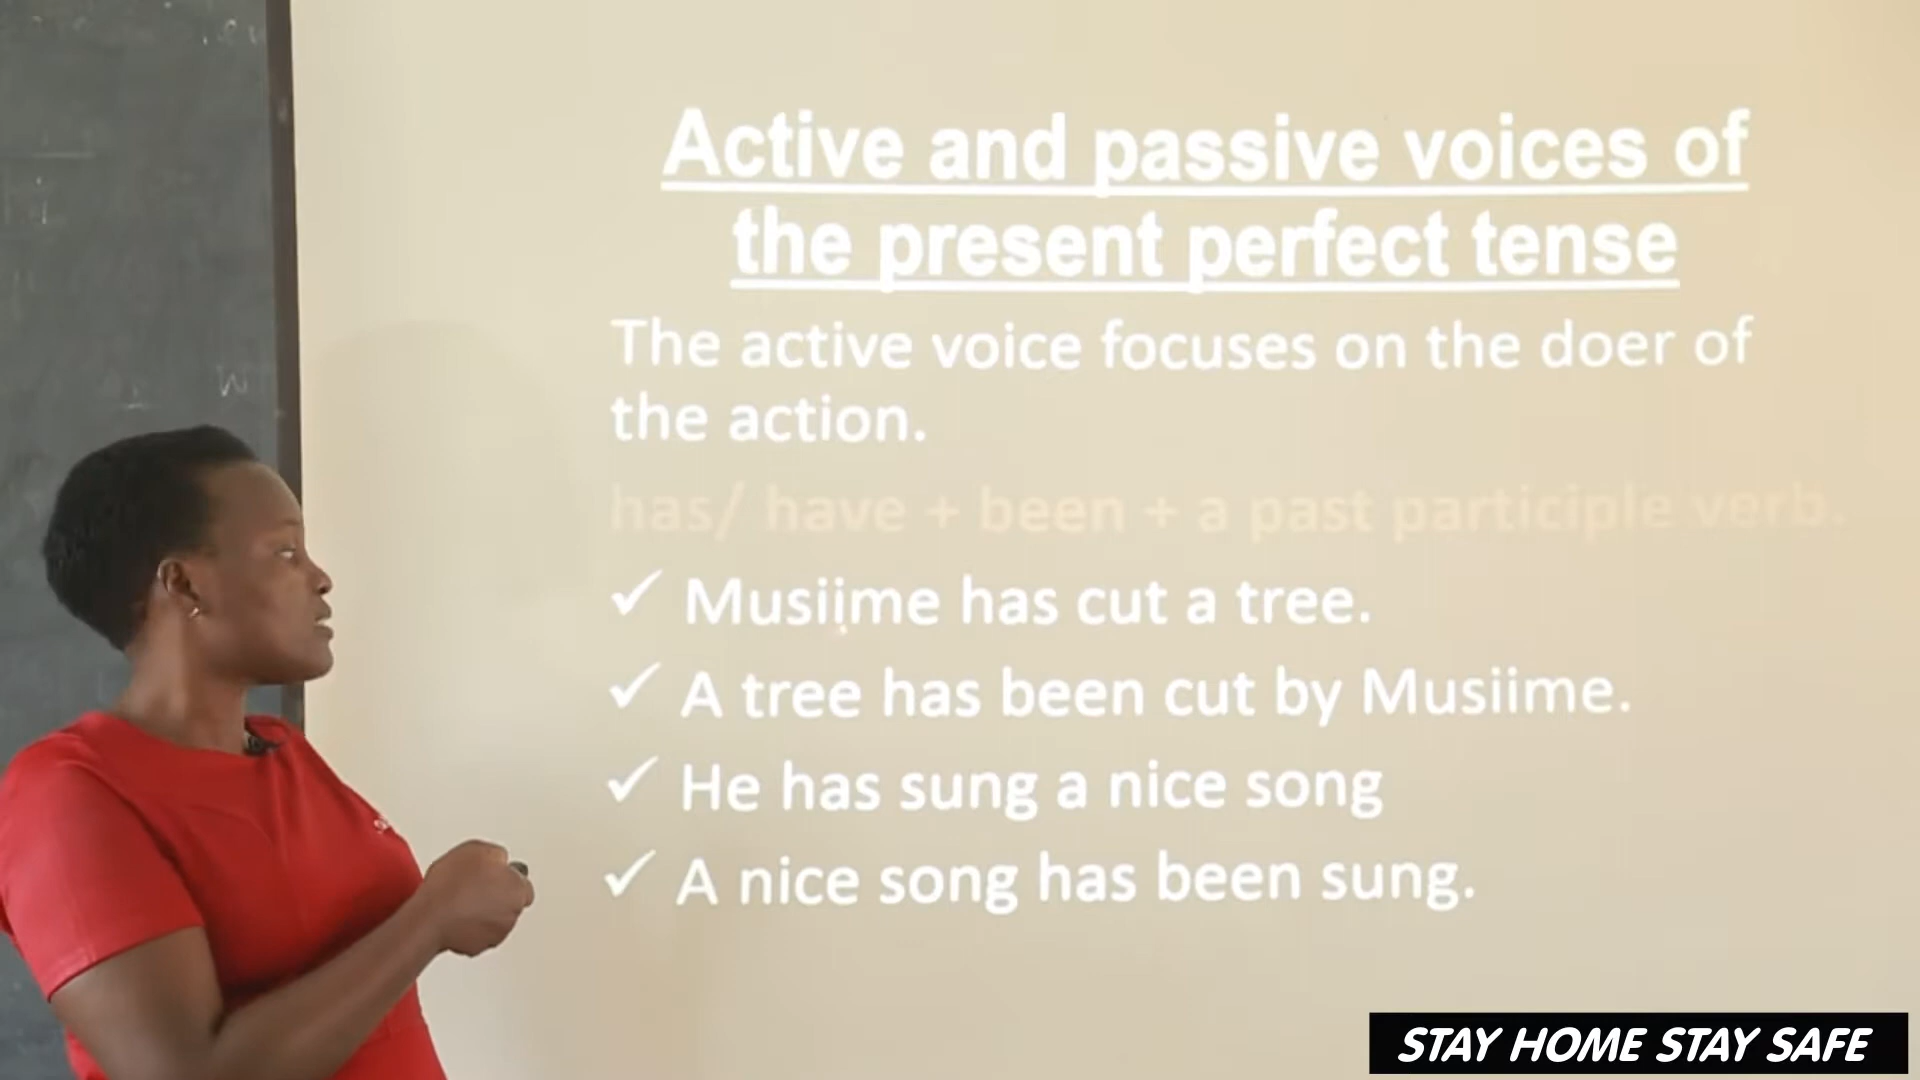 Active and passive voices of
the present perfect tense
The active voice focuses on the doer of
the action.
has/ have + been + a past participle verb.
✓ Musiime has cut a tree.
✓ A tree has been cut by Musiime.
✓ He has sung a nice song
✓ A nice song has been sung.
STAY HOME STAY SAFE